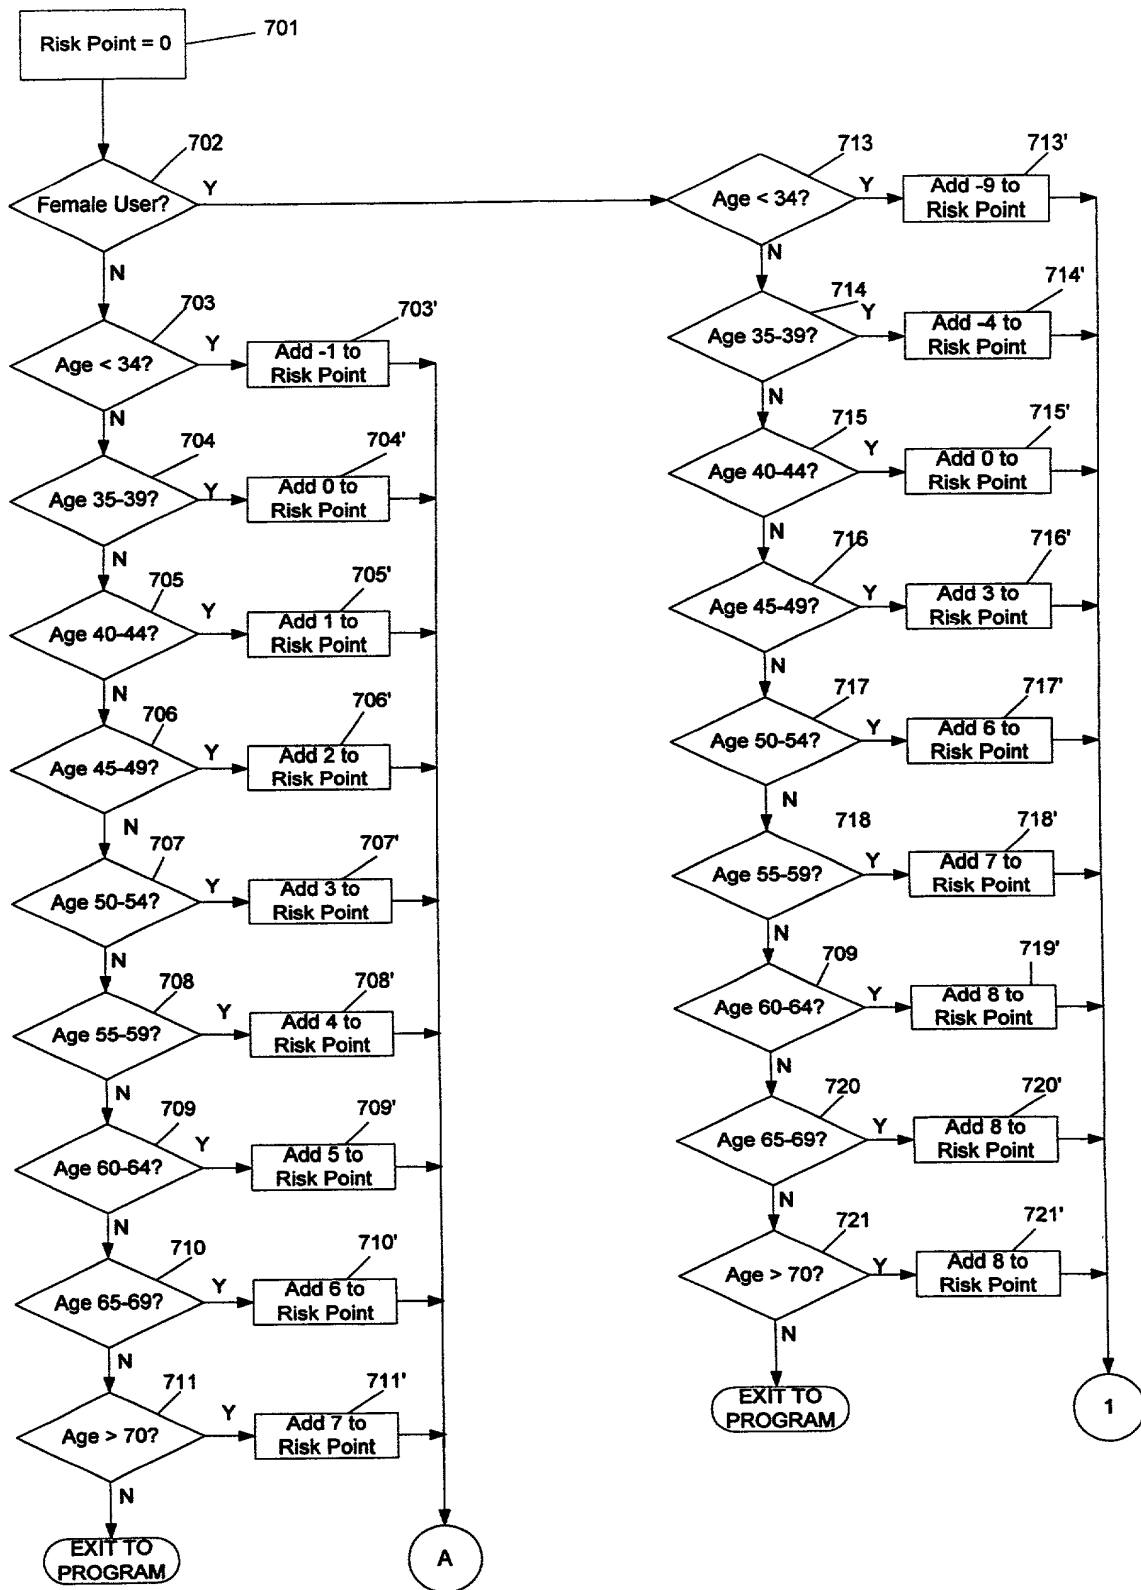 Risk Point = 0
701
702
Female User?
Y
N
703
Age < 34?
Y
703'
Add -1 to
Risk Point
N
704
Age 35-39?
Y
704'
Add 0 to
Risk Point
N
705
Age 40-44?
Y
705'
Add 1 to
Risk Point
N
706
Age 45-49?
Y
706'
Add 2 to
Risk Point
N
707
Age 50-54?
Y
707'
Add 3 to
Risk Point
N
708
Age 55-59?
Y
708'
Add 4 to
Risk Point
N
709
Age 60-64?
Y
709'
Add 5 to
Risk Point
N
710
Age 65-69?
Y
710'
Add 6 to
Risk Point
N
711
Age > 70?
Y
711'
Add 7 to
Risk Point
N
EXIT TO
PROGRAM
A
713
Age < 34?
Y
713'
Add -9 to
Risk Point
N
714
Age 35-39?
Y
714'
Add -4 to
Risk Point
N
715
Age 40-44?
Y
715'
Add 0 to
Risk Point
N
716
Age 45-49?
Y
716'
Add 3 to
Risk Point
N
717
Age 50-54?
Y
717'
Add 6 to
Risk Point
N
718
Age 55-59?
Y
718'
Add 7 to
Risk Point
N
709
Age 60-64?
Y
719'
Add 8 to
Risk Point
N
720
Age 65-69?
Y
720'
Add 8 to
Risk Point
N
721
Age > 70?
Y
721'
Add 8 to
Risk Point
N
EXIT TO
PROGRAM
1